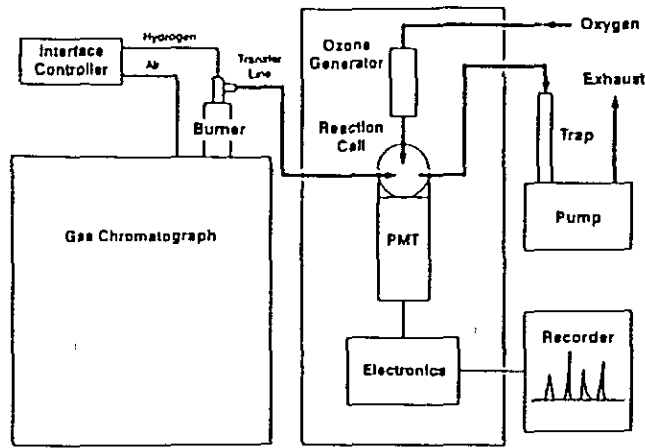 Interface
Controller
Hydrogen
Air
Transfer
Line
Burner
Gas Chromatograph
Ozone
Generator
Reaction
Cell
PMT
Electronics
Oxygen
Exhaust
Trap
Pump
Recorder